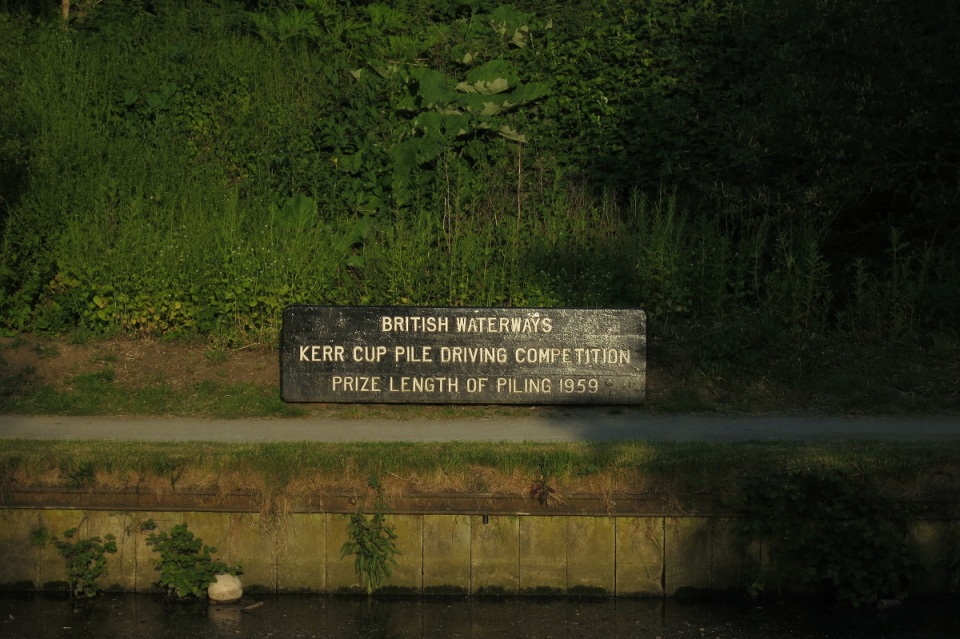 BRITISH WATERWAYS
KERR CUP PILE DRIVING COMPETITION
PRIZE LENGTH OF PILING 1959